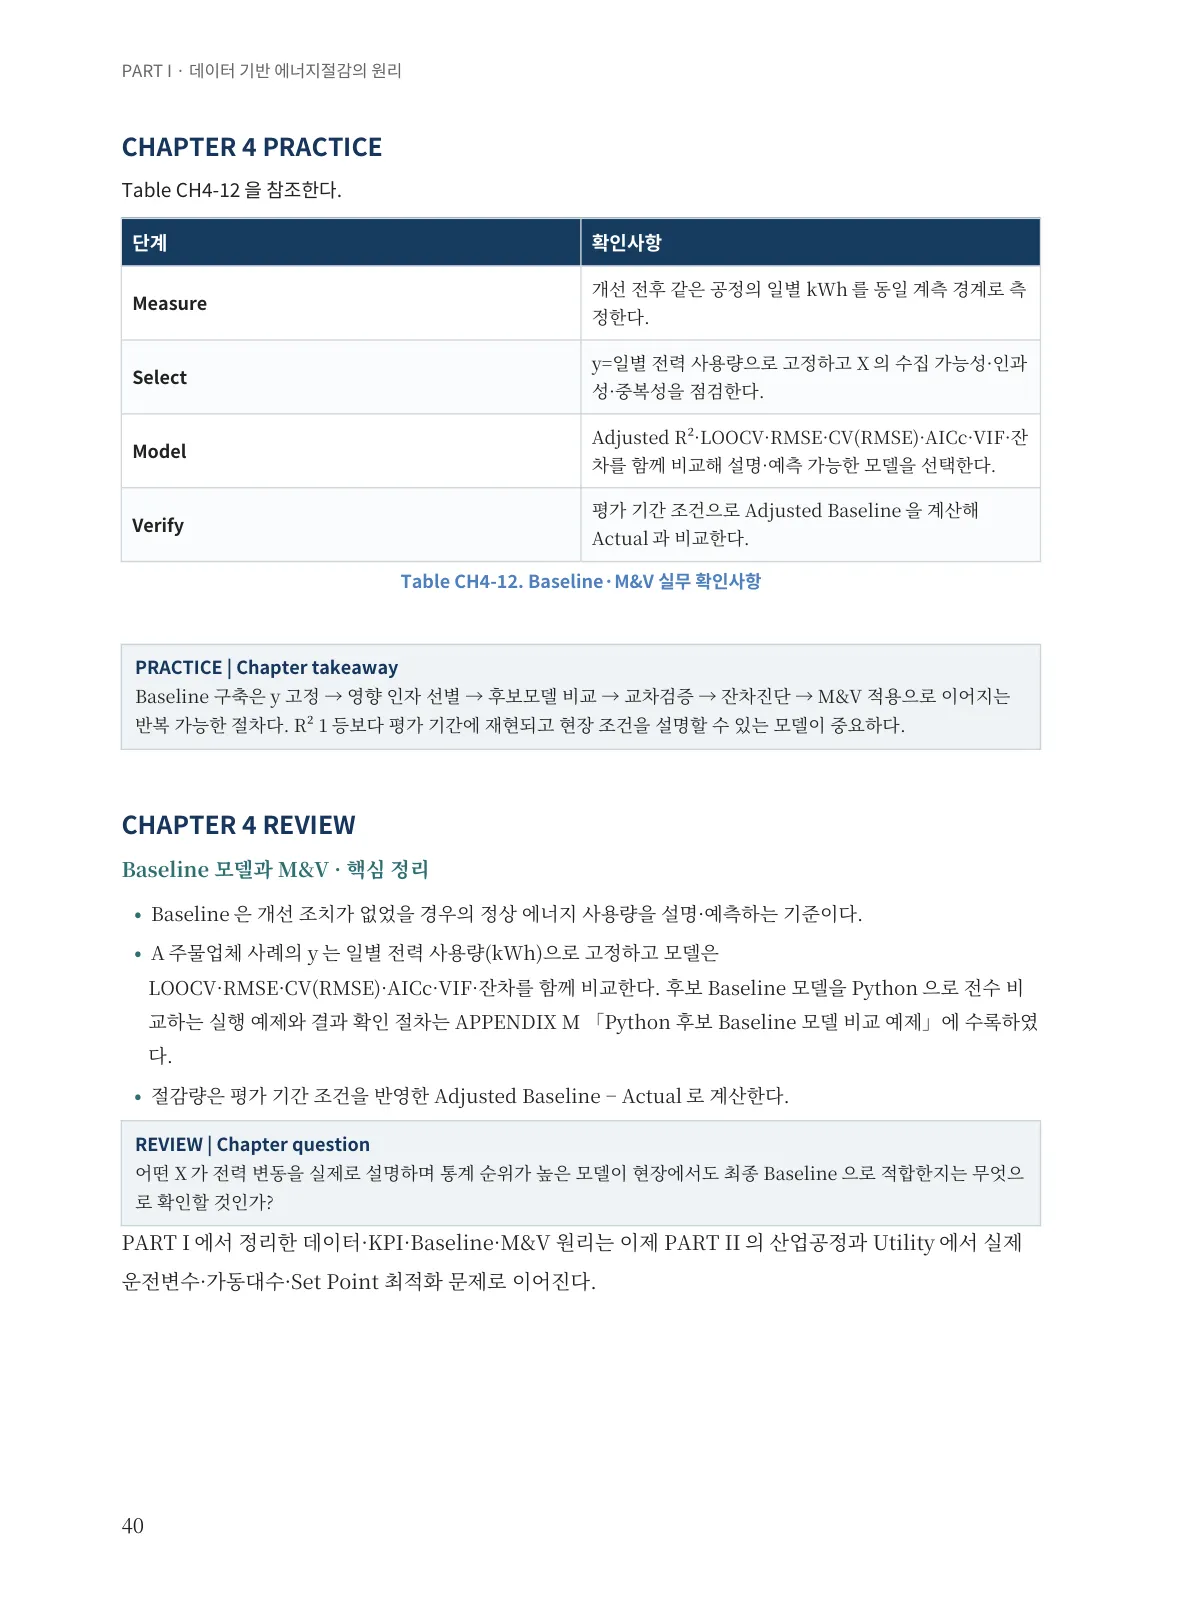 PART I · 데이터 기반 에너지절감의 원리
CHAPTER 4 PRACTICE
Table CH4-12 을 참조한다.
단계
확인사항
Measure
개선 전후 같은 공정의 일별 kWh 를 동일 계측 경계로 측
정한다.
Select
y=일별 전력 사용량으로 고정하고 X 의 수집 가능성·인과
성·중복성을 점검한다.
Model
Adjusted R²·LOOCV·RMSE·CV(RMSE)·AICc·VIF·잔
차를 함께 비교해 설명·예측 가능한 모델을 선택한다.
Verify
평가 기간 조건으로 Adjusted Baseline 을 계산해
Actual 과 비교한다.
Table CH4-12. Baseline·M&V 실무 확인사항
PRACTICE | Chapter takeaway
Baseline 구축은 y 고정 → 영향 인자 선별 → 후보모델 비교 → 교차검증 → 잔차진단 → M&V 적용으로 이어지는
반복 가능한 절차다. R² 1 등보다 평가 기간에 재현되고 현장 조건을 설명할 수 있는 모델이 중요하다.
CHAPTER 4 REVIEW
Baseline 모델과 M&V · 핵심 정리
• Baseline 은 개선 조치가 없었을 경우의 정상 에너지 사용량을 설명·예측하는 기준이다.
• A 주물업체 사례의 y 는 일별 전력 사용량(kWh)으로 고정하고 모델은
LOOCV·RMSE·CV(RMSE)·AICc·VIF·잔차를 함께 비교한다. 후보 Baseline 모델을 Python 으로 전수 비
교하는 실행 예제와 결과 확인 절차는 APPENDIX M 「Python 후보 Baseline 모델 비교 예제」에 수록하였
다.
• 절감량은 평가 기간 조건을 반영한 Adjusted Baseline − Actual 로 계산한다.
REVIEW | Chapter question
어떤 X 가 전력 변동을 실제로 설명하며 통계 순위가 높은 모델이 현장에서도 최종 Baseline 으로 적합한지는 무엇으
로 확인할 것인가?
PART I 에서 정리한 데이터·KPI·Baseline·M&V 원리는 이제 PART II 의 산업공정과 Utility 에서 실제
운전변수·가동대수·Set Point 최적화 문제로 이어진다.
40